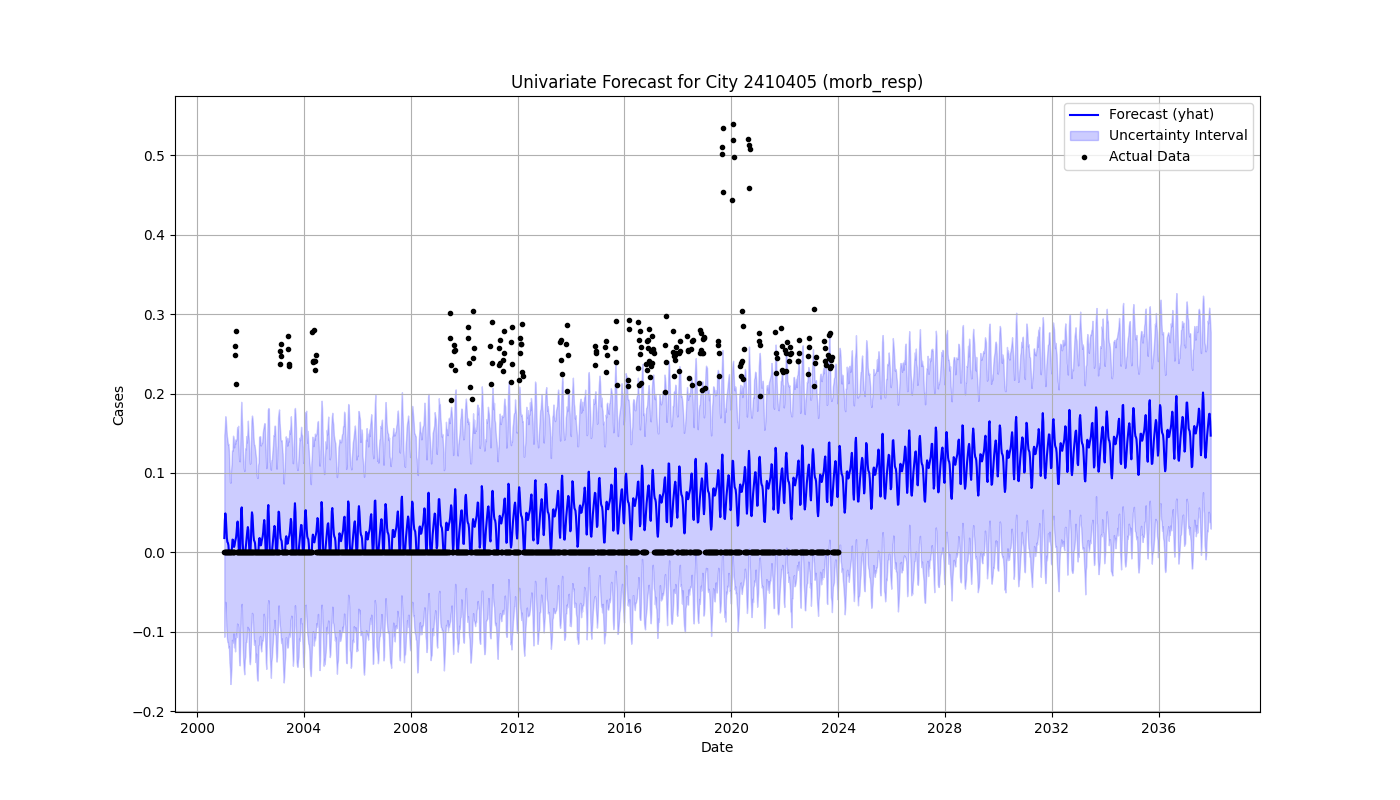 Univariate Forecast for City 2410405 (morb_resp)
Forecast (yhat)
Uncertainty Interval
Actual Data
Cases
0.5
0.4
0.3
0.2
0.1
0.0
−0.1
−0.2
2000 2004 2008 2012 2016 2020 2024 2028 2032 2036
Date